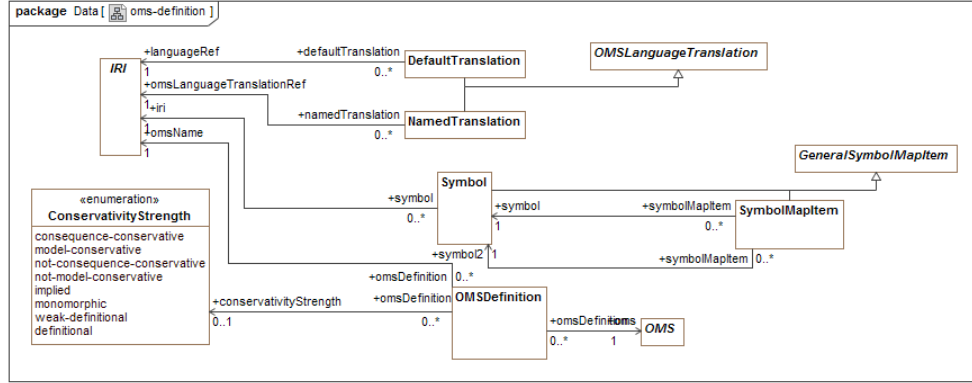 package Data [ oms-definition ]
+languageRef
+defaultTranslation
1
0..*
DefaultTranslation
OMSLanguageTranslation
IRI
+omsLanguageTranslationRef
1
+namedTranslation
0..*
NamedTranslation
+iri
1
+omsName
1
GeneralSymbolMapItem
Symbol
+symbol
0..*
+symbol
1
+symbolMapItem
0..*
SymbolMapItem
+symbol2
1
+symbolMapItem
0..*
«enumeration»
ConservativityStrength
consequence-conservative
model-conservative
not-consequence-conservative
not-model-conservative
implied
monomorphic
weak-definitional
definitional
+omsDefinition
0..*
+conservativityStrength
0..1
+omsDefinition
0..*
OMSDefinition
+omsDefinition
0..*
+oms
1
OMS